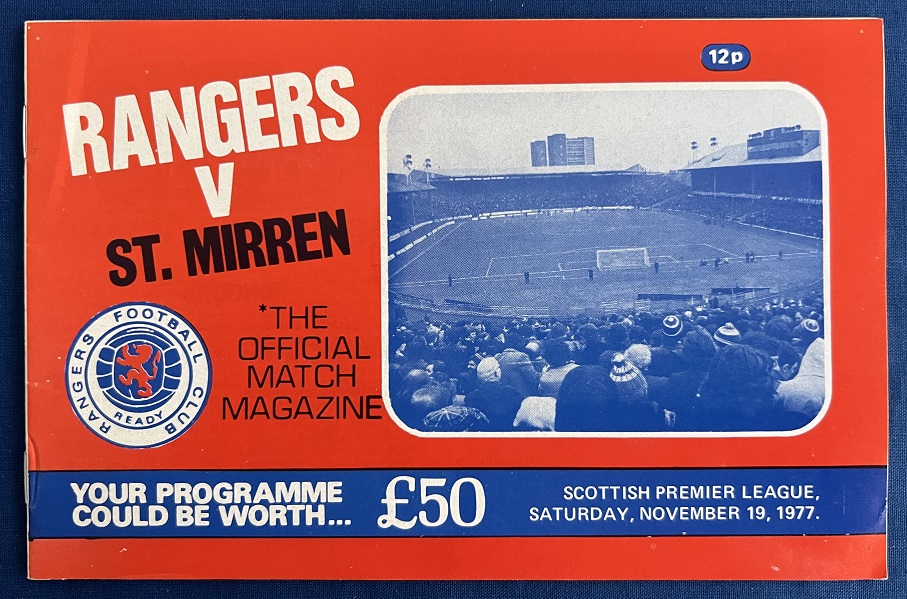 12p
RANGERS
V
ST. MIRREN
*THE
OFFICIAL
MATCH
MAGAZINE
RANGERS FOOTBALL CLUB
READY
YOUR PROGRAMME
COULD BE WORTH...
£50
SCOTTISH PREMIER LEAGUE,
SATURDAY, NOVEMBER 19, 1977.